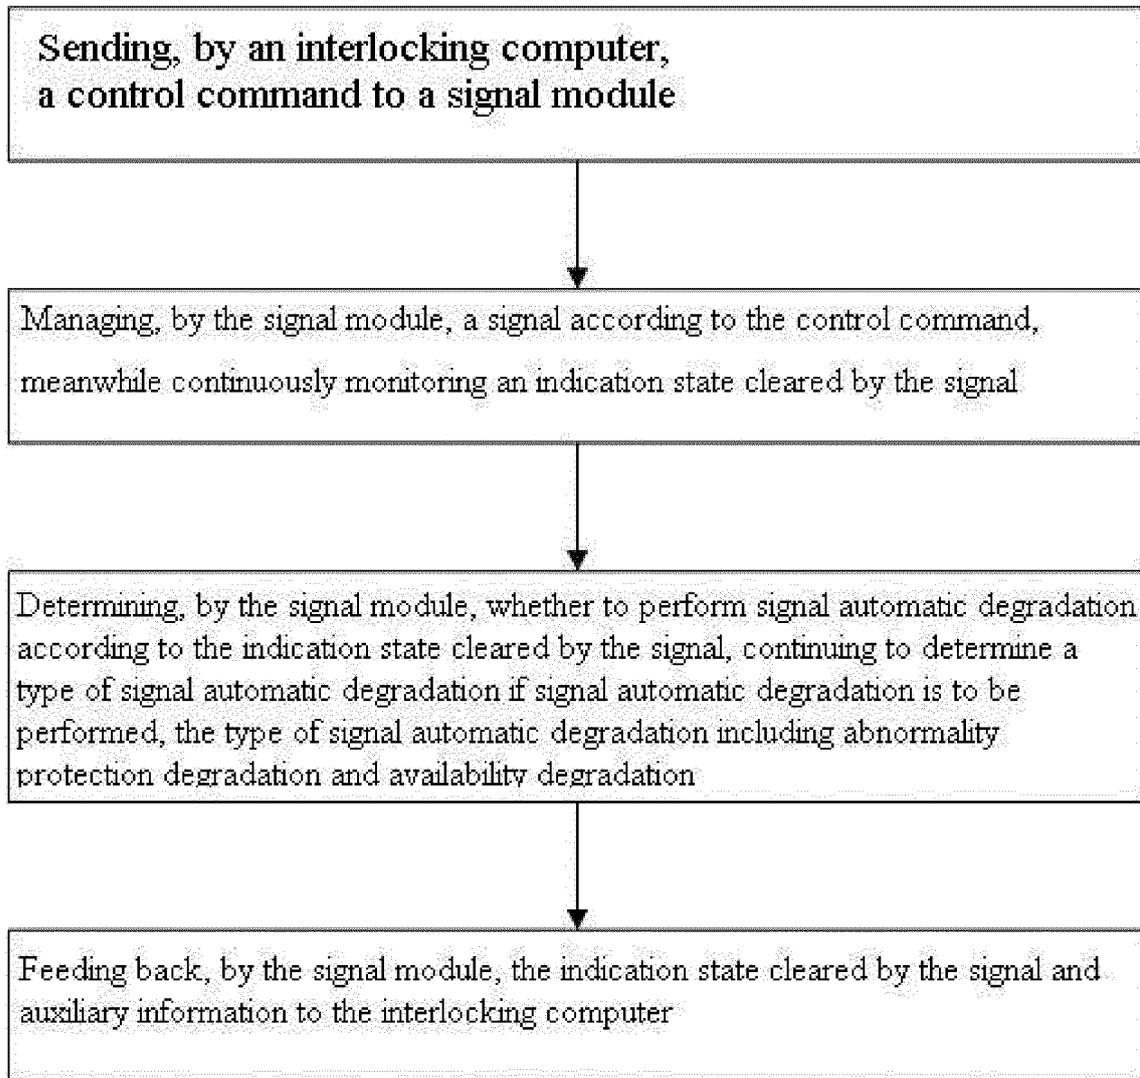 Sending, by an interlocking computer,
a control command to a signal module
Managing, by the signal module, a signal according to the control command,
meanwhile continuously monitoring an indication state cleared by the signal
Determining, by the signal module, whether to perform signal automatic degradation
according to the indication state cleared by the signal, continuing to determine a
type of signal automatic degradation if signal automatic degradation is to be
performed, the type of signal automatic degradation including abnormality
protection degradation and availability degradation
Feeding back, by the signal module, the indication state cleared by the signal and
auxiliary information to the interlocking computer